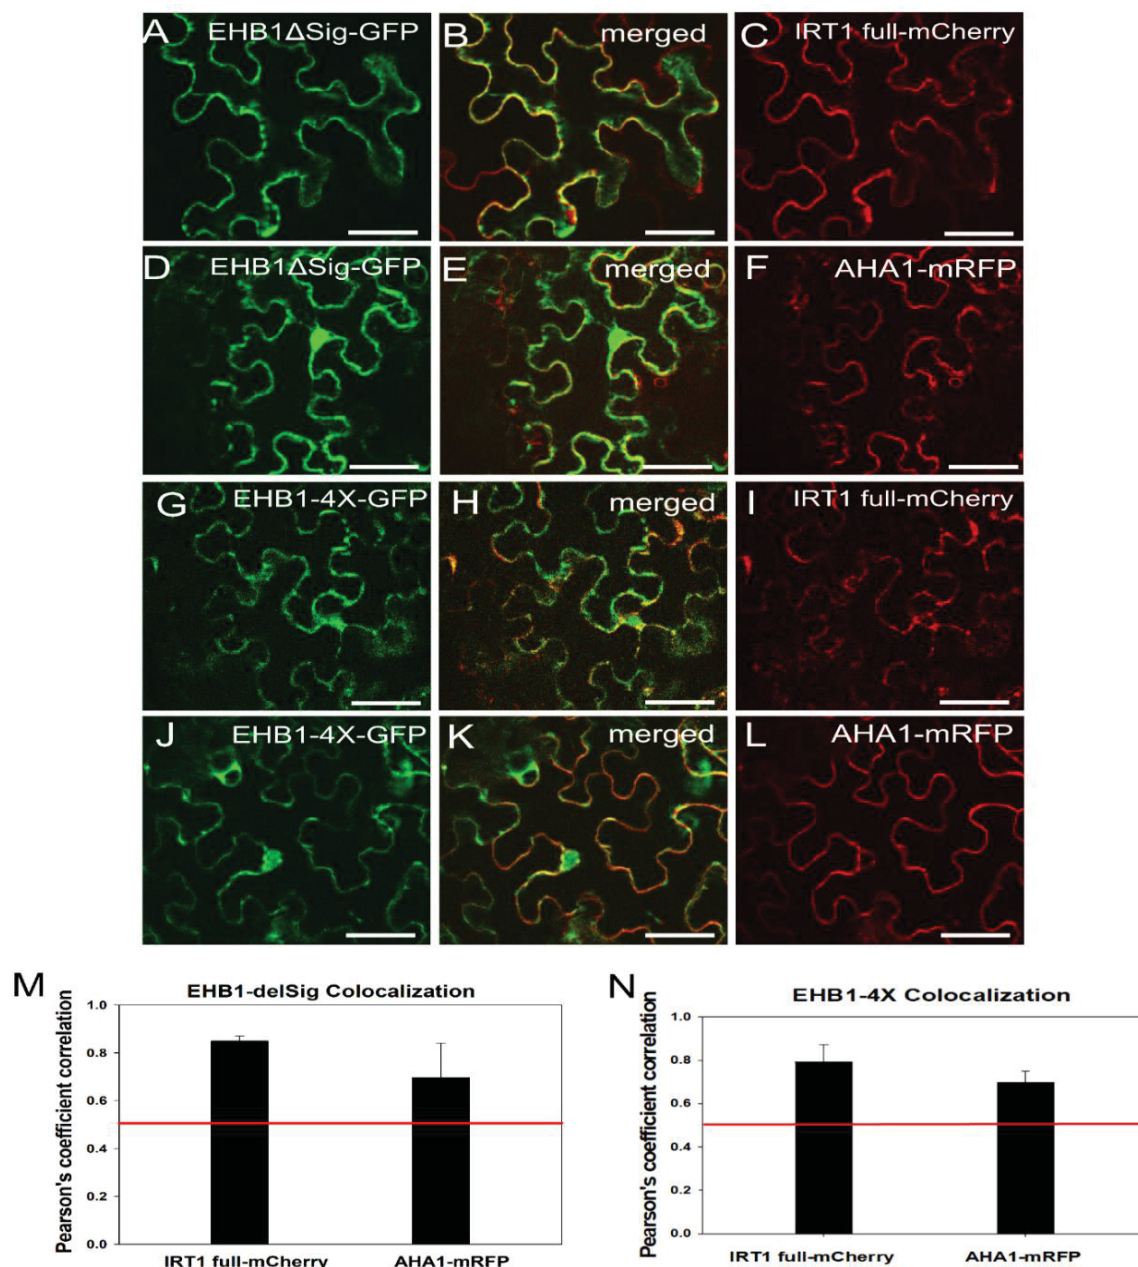 A EHB1ΔSig-GFP
B merged
C IRT1 full-mCherry
D EHB1ΔSig-GFP
E merged
F AHA1-mRFP
G EHB1-4X-GFP
H merged
I IRT1 full-mCherry
J EHB1-4X-GFP
K merged
L AHA1-mRFP
M
EHB1-delSig Colocalization
Pearson's coefficient correlation
1.0
0.8
0.6
0.4
0.2
0.0
IRT1 full-mCherry
AHA1-mRFP
N
EHB1-4X Colocalization
Pearson's coefficient correlation
1.0
0.8
0.6
0.4
0.2
0.0
IRT1 full-mCherry
AHA1-mRFP